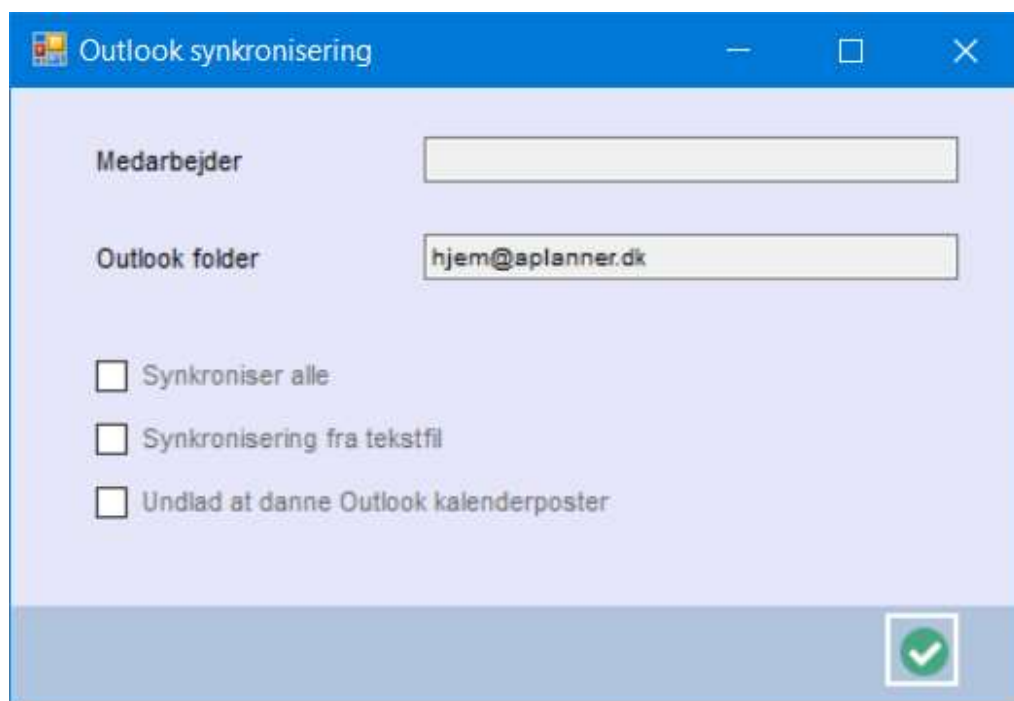 Outlook synkronisering
Medarbejder
Outlook folder hjem@aplanner.dk
Synkroniser alle
Synkronisering fra tekstfil
Undlad at danne Outlook kalenderposter